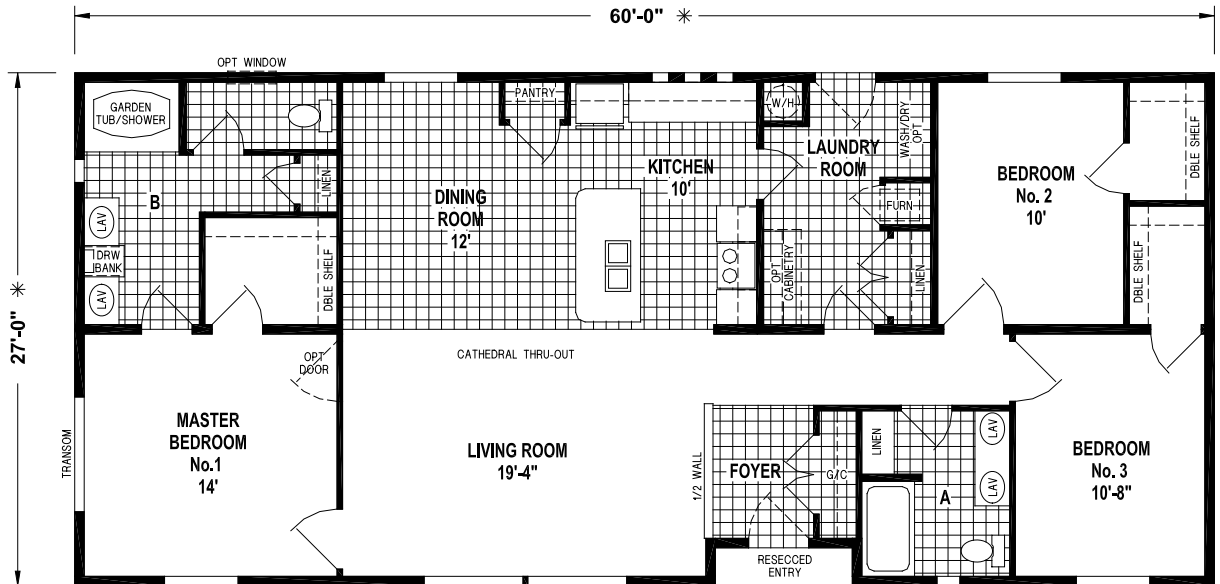 60'-0" ✳
27'-0" ✳
OPT WINDOW
GARDEN
TUB/SHOWER
B
LINEN
LAV
DRW
BANK
LAV
DBLE SHELF
PANTRY
DINING
ROOM
12'
KITCHEN
10'
W/H
WASH/DRY
OPT
LAUNDRY
ROOM
FURN
OPT
CABINETRY
LINEN
BEDROOM
No. 2
10'
DBLE SHELF
DBLE SHELF
TRANSOM
MASTER
BEDROOM
No.1
14'
OPT
DOOR
CATHEDRAL THRU-OUT
LIVING ROOM
19'-4"
1/2 WALL
FOYER
G/C
RESECCED
ENTRY
LINEN
A
LAV
LAV
BEDROOM
No. 3
10'-8"